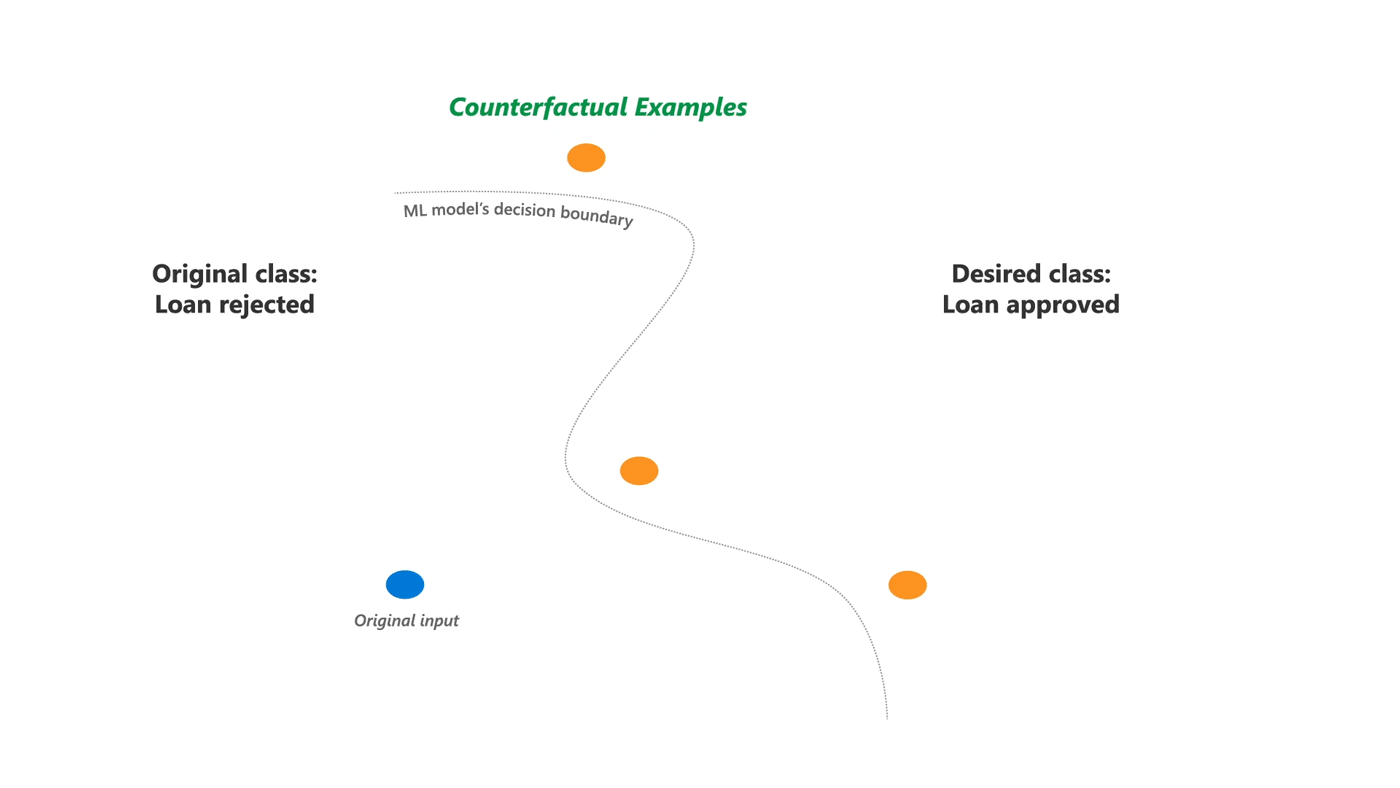 Counterfactual Examples
ML model's decision boundary
Original class:
Loan rejected
Desired class:
Loan approved
Original input